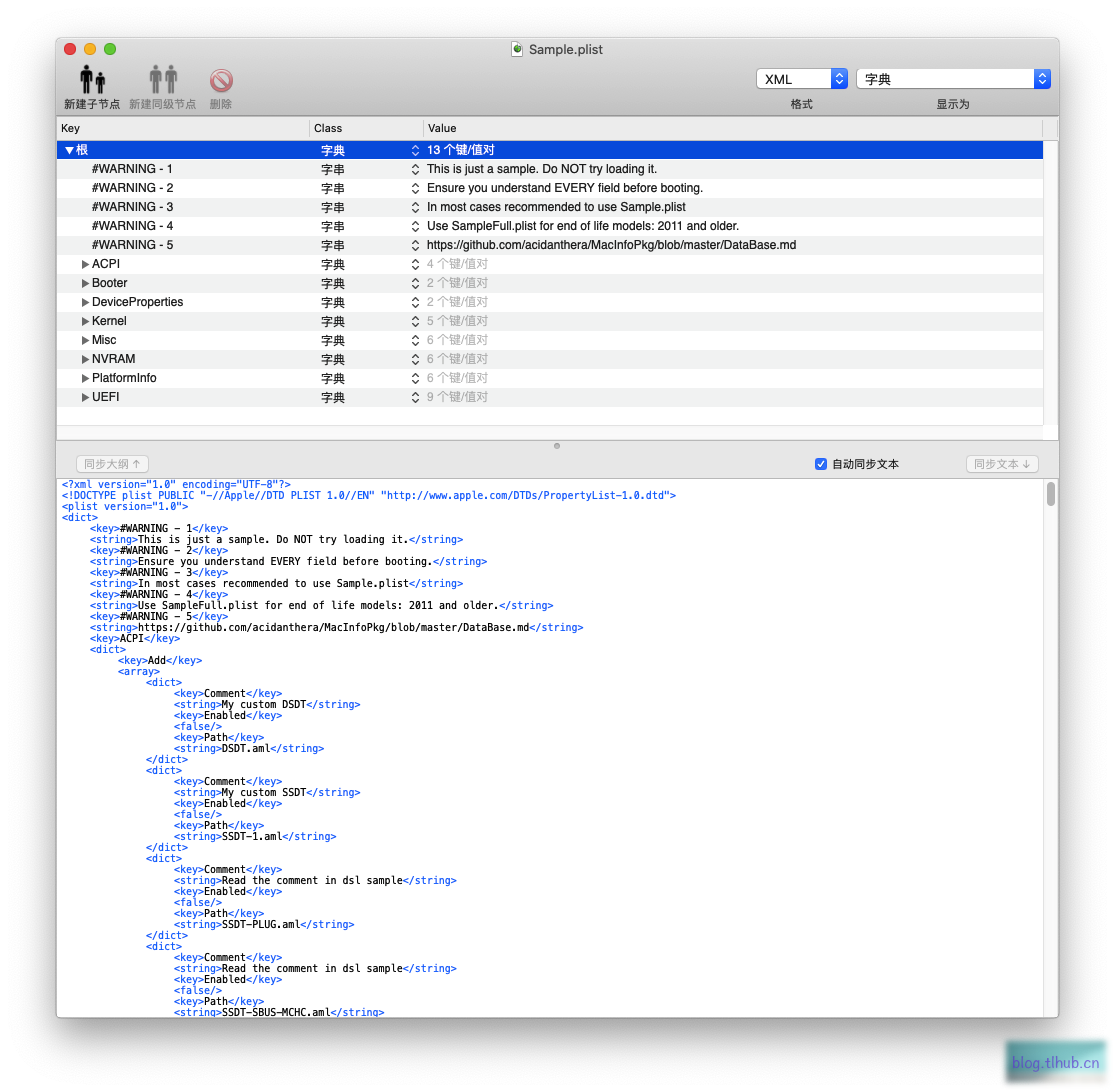 Sample.plist
新建子节点 新建同级节点 删除
XML 字典
格式 显示为
Key Class Value
根 字典 13 个键/值对
#WARNING - 1 字串 This is just a sample. Do NOT try loading it.
#WARNING - 2 字串 Ensure you understand EVERY field before booting.
#WARNING - 3 字串 In most cases recommended to use Sample.plist
#WARNING - 4 字串 Use SampleFull.plist for end of life models: 2011 and older.
#WARNING - 5 字串 https://github.com/acidanthera/MacInfoPkg/blob/master/DataBase.md
ACPI 字典 4 个键/值对
Booter 字典 2 个键/值对
DeviceProperties 字典 2 个键/值对
Kernel 字典 5 个键/值对
Misc 字典 6 个键/值对
NVRAM 字典 6 个键/值对
PlatformInfo 字典 6 个键/值对
UEFI 字典 9 个键/值对
同步大纲 ↑ 自动同步文本 同步文本 ↓
<?xml version="1.0" encoding="UTF-8"?>
<!DOCTYPE plist PUBLIC "-//Apple//DTD PLIST 1.0//EN" "http://www.apple.com/DTDs/PropertyList-1.0.dtd">
<plist version="1.0">
<dict>
<key>#WARNING - 1</key>
<string>This is just a sample. Do NOT try loading it.</string>
<key>#WARNING - 2</key>
<string>Ensure you understand EVERY field before booting.</string>
<key>#WARNING - 3</key>
<string>In most cases recommended to use Sample.plist</string>
<key>#WARNING - 4</key>
<string>Use SampleFull.plist for end of life models: 2011 and older.</string>
<key>#WARNING - 5</key>
<string>https://github.com/acidanthera/MacInfoPkg/blob/master/DataBase.md</string>
<key>ACPI</key>
<dict>
<key>Add</key>
<array>
<dict>
<key>Comment</key>
<string>My custom DSDT</string>
<key>Enabled</key>
<false/>
<key>Path</key>
<string>DSDT.aml</string>
</dict>
<dict>
<key>Comment</key>
<string>My custom SSDT</string>
<key>Enabled</key>
<false/>
<key>Path</key>
<string>SSDT-1.aml</string>
</dict>
<dict>
<key>Comment</key>
<string>Read the comment in dsl sample</string>
<key>Enabled</key>
<false/>
<key>Path</key>
<string>SSDT-PLUG.aml</string>
</dict>
<dict>
<key>Comment</key>
<string>Read the comment in dsl sample</string>
<key>Enabled</key>
<false/>
<key>Path</key>
<string>SSDT-SBUS-MCHC.aml</string>
blog.tlhub.cn